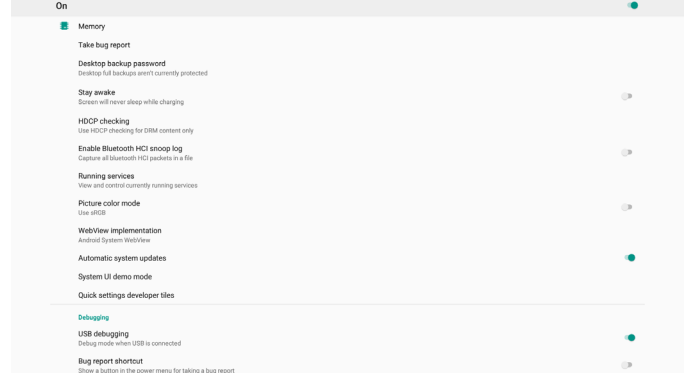 On
Memory
Take bug report
Desktop backup password
Desktop full backups aren't currently protected
Stay awake
Screen will never sleep while charging
HDCP checking
Use HDCP checking for DRM content only
Enable Bluetooth HCI snoop log
Capture all bluetooth HCI packets in a file
Running services
View and control currently running services
Picture color mode
Use sRGB
WebView implementation
Android System WebView
Automatic system updates
System UI demo mode
Quick settings developer tiles
Debugging
USB debugging
Debug mode when USB is connected
Bug report shortcut
Show a button in the power menu for taking a bug report